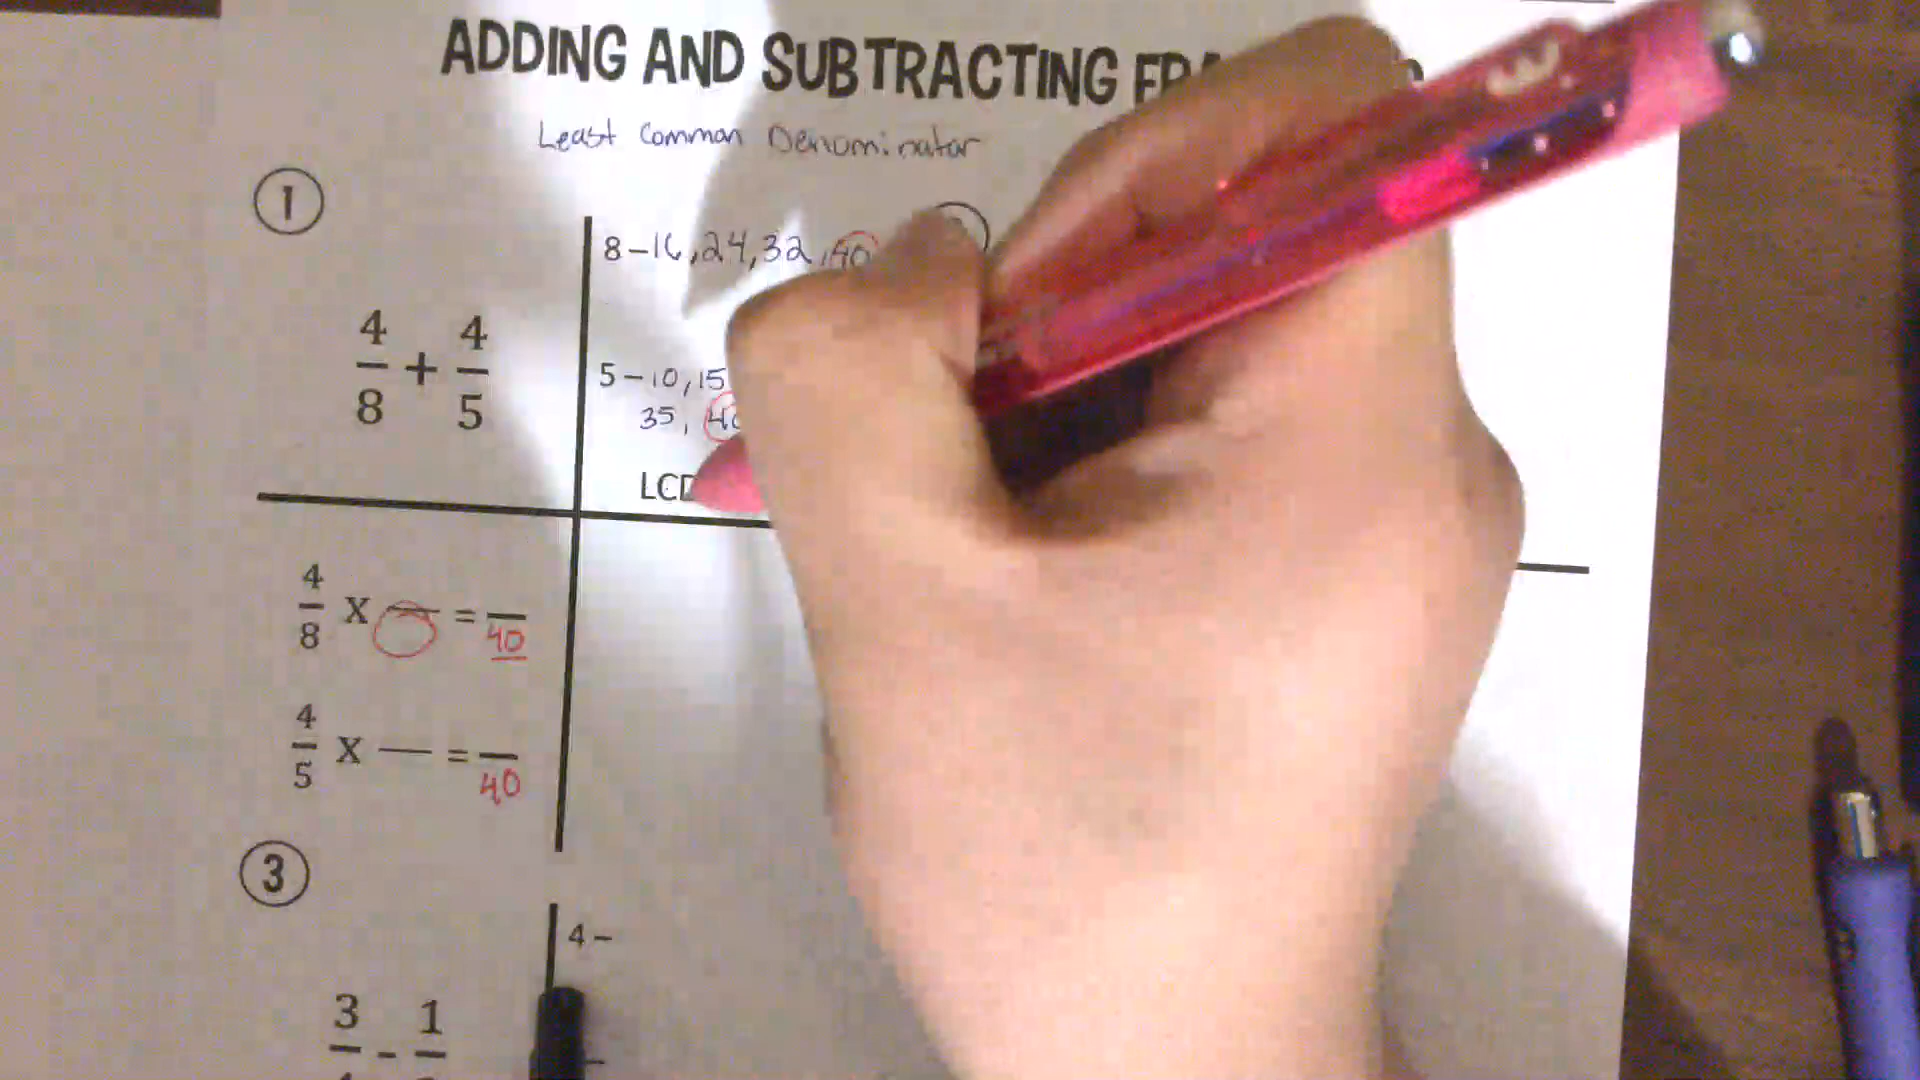 ADDING AND SUBTRACTING
Least Common Denominator
1
8-16,24,32,40
4/8 + 4/5
5-10,15
35, 40
LCD
4/8 X — = —/40
4/5 X — = —/40
3
4-
3 - 1